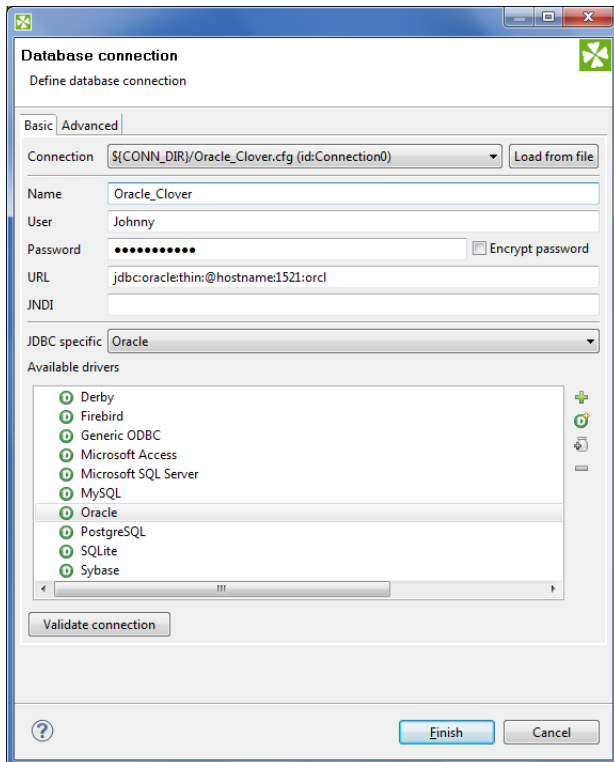 Database connection
Define database connection
Basic Advanced
Connection ${CONN_DIR}/Oracle_Clover.cfg (id:Connection0) Load from file
Name Oracle_Clover
User Johnny
Password ●●●●●●●●●●● Encrypt password
URL jdbc:oracle:thin:@hostname:1521:orcl
JNDI
JDBC specific Oracle
Available drivers
Derby
Firebird
Generic ODBC
Microsoft Access
Microsoft SQL Server
MySQL
Oracle
PostgreSQL
SQLite
Sybase
Validate connection
Finish Cancel